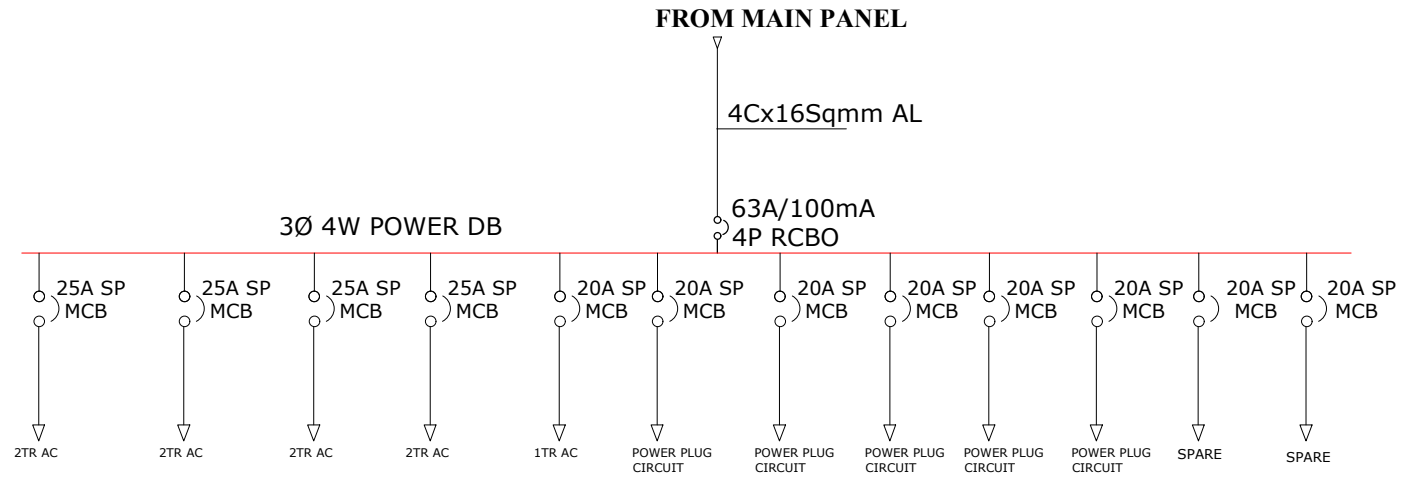 FROM MAIN PANEL
4Cx16Sqmm AL
63A/100mA
4P RCBO
3Ø 4W POWER DB
25A SP
MCB
25A SP
MCB
25A SP
MCB
25A SP
MCB
20A SP
MCB
20A SP
MCB
20A SP
MCB
20A SP
MCB
20A SP
MCB
20A SP
MCB
20A SP
MCB
20A SP
MCB
2TR AC
2TR AC
2TR AC
2TR AC
1TR AC
POWER PLUG
CIRCUIT
POWER PLUG
CIRCUIT
POWER PLUG
CIRCUIT
POWER PLUG
CIRCUIT
POWER PLUG
CIRCUIT
SPARE
SPARE